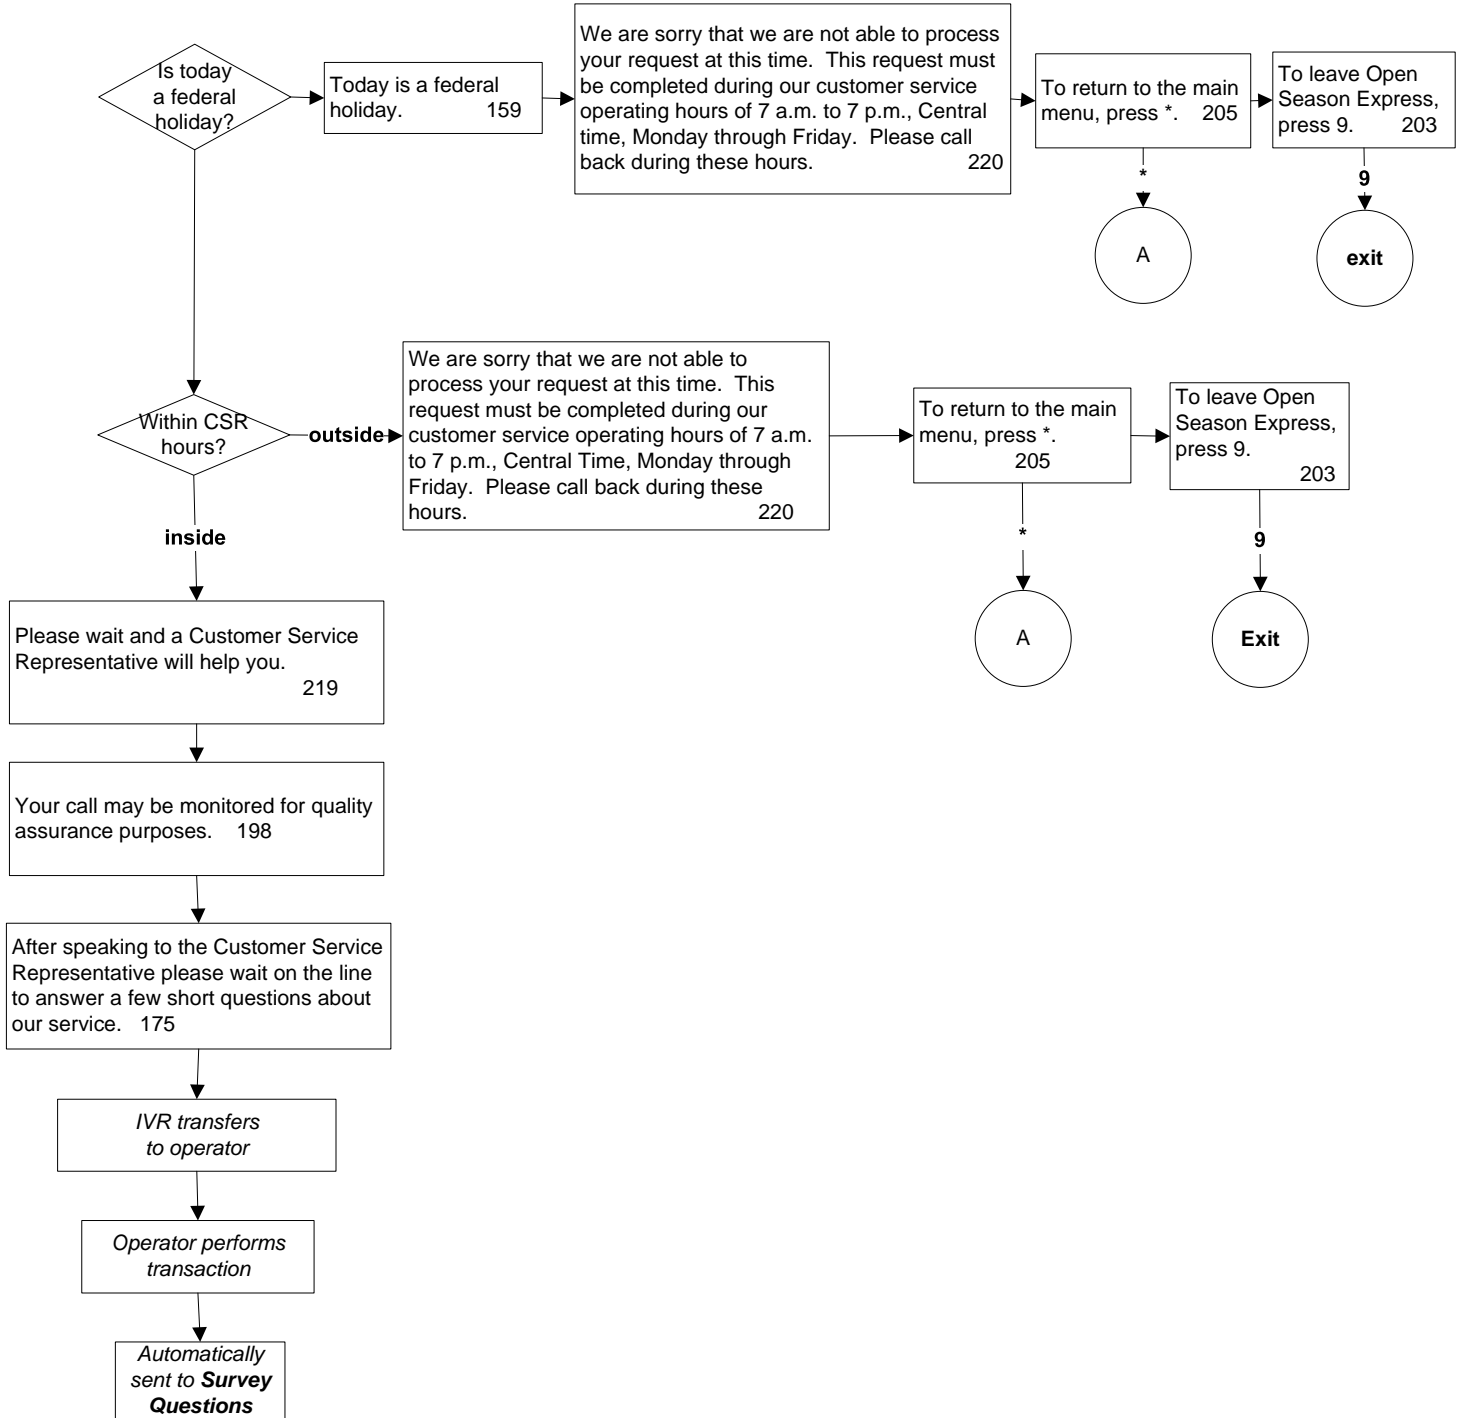 Is today
a federal
holiday?
Today is a federal
holiday. 159
We are sorry that we are not able to process
your request at this time. This request must
be completed during our customer service
operating hours of 7 a.m. to 7 p.m., Central
time, Monday through Friday. Please call
back during these hours. 220
To return to the main
menu, press *. 205
To leave Open
Season Express,
press 9. 203
*
9
A
exit
Within CSR
hours?
outside
We are sorry that we are not able to
process your request at this time. This
request must be completed during our
customer service operating hours of 7 a.m.
to 7 p.m., Central Time, Monday through
Friday. Please call back during these
hours. 220
To return to the main
menu, press *.
205
To leave Open
Season Express,
press 9.
203
*
9
A
Exit
inside
Please wait and a Customer Service
Representative will help you.
219
Your call may be monitored for quality
assurance purposes. 198
After speaking to the Customer Service
Representative please wait on the line
to answer a few short questions about
our service. 175
IVR transfers
to operator
Operator performs
transaction
Automatically
sent to Survey
Questions